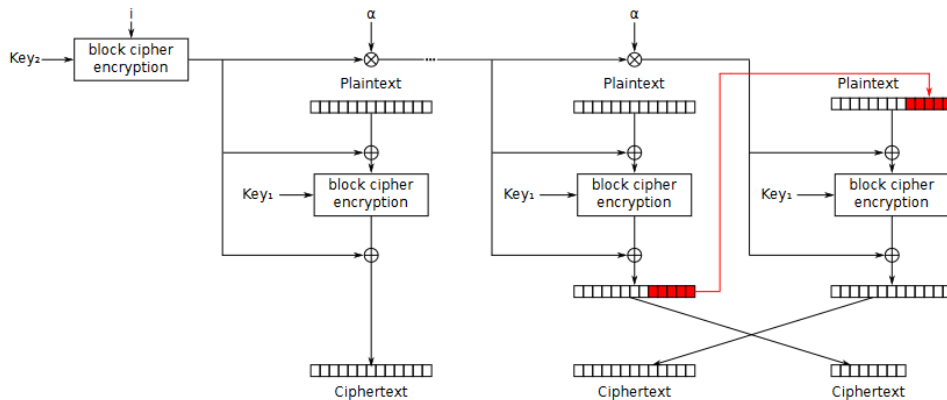 i
α
α
Key₂
block cipher
encryption
...
Plaintext
Plaintext
Plaintext
Key₁
block cipher
encryption
Key₁
block cipher
encryption
Key₁
block cipher
encryption
Ciphertext
Ciphertext
Ciphertext